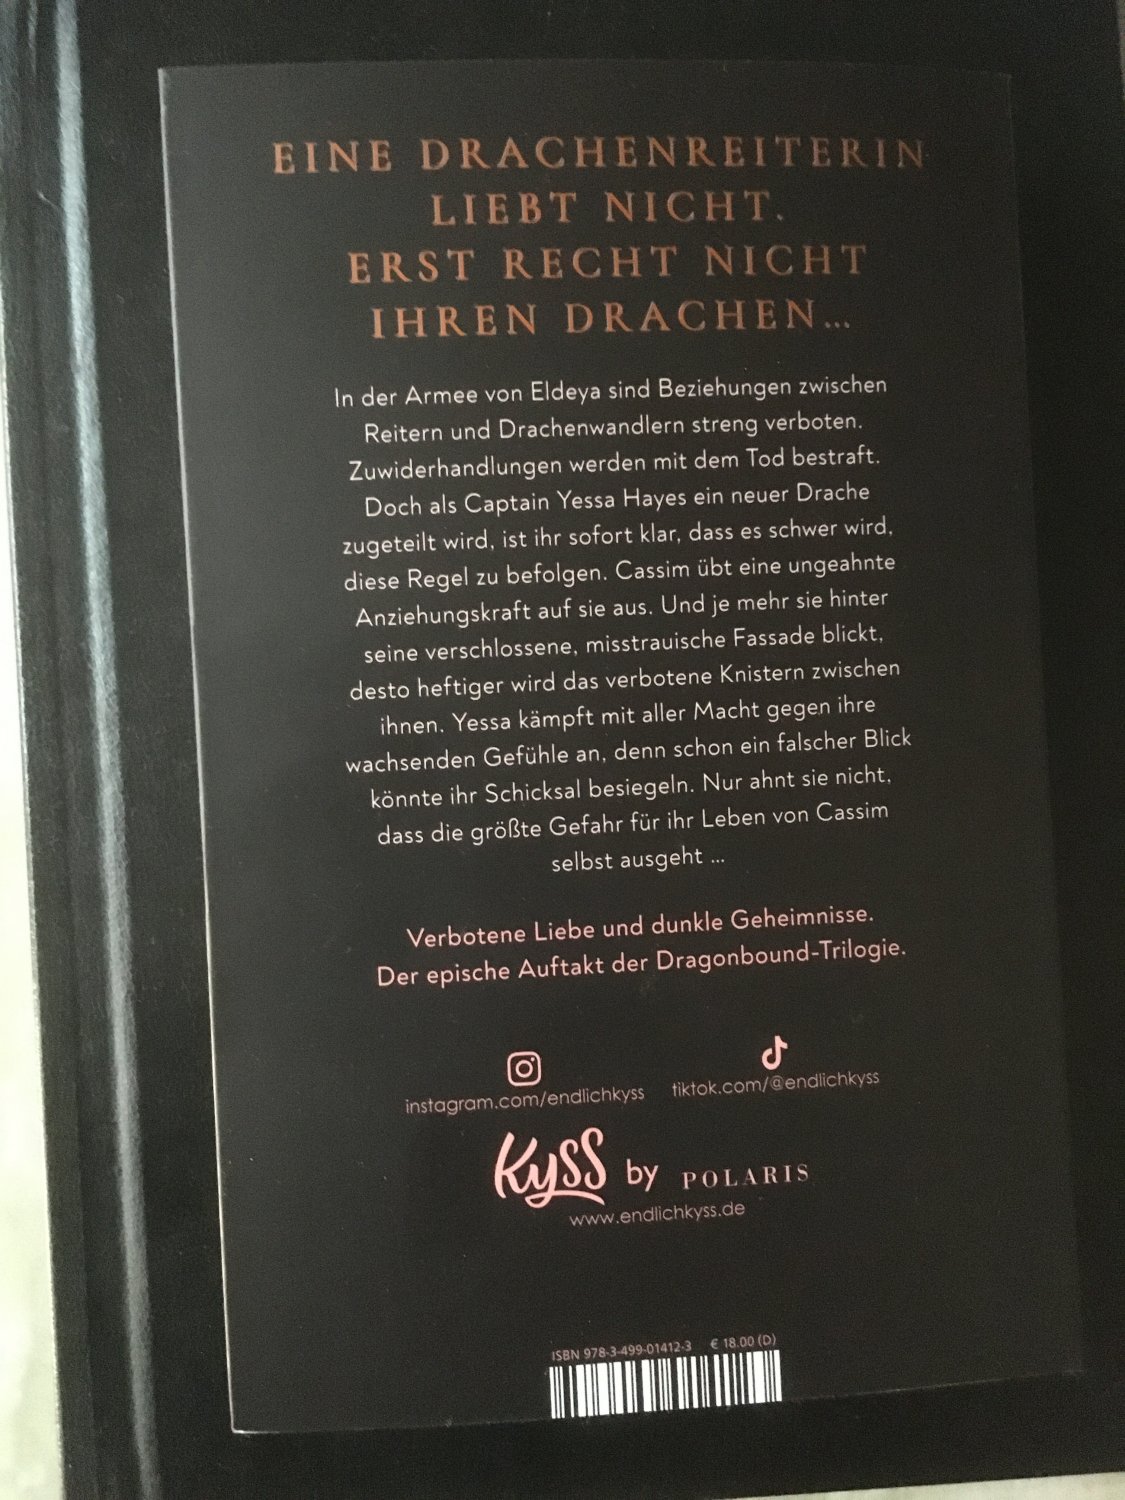 EINE DRACHENREITERIN
LIEBT NICHT.
ERST RECHT NICHT
IHREN DRACHEN...
In der Armee von Eldeya sind Beziehungen zwischen
Reitern und Drachenwandlern streng verboten.
Zuwiderhandlungen werden mit dem Tod bestraft.
Doch als Captain Yessa Hayes ein neuer Drache
zugeteilt wird, ist ihr sofort klar, dass es schwer wird,
diese Regel zu befolgen. Cassim übt eine ungeahnte
Anziehungskraft auf sie aus. Und je mehr sie hinter
seine verschlossene, misstrauische Fassade blickt,
desto heftiger wird das verbotene Knistern zwischen
ihnen. Yessa kämpft mit aller Macht gegen ihre
wachsenden Gefühle an, denn schon ein falscher Blick
könnte ihr Schicksal besiegeln. Nur ahnt sie nicht,
dass die größte Gefahr für ihr Leben von Cassim
selbst ausgeht ...
Verbotene Liebe und dunkle Geheimnisse.
Der epische Auftakt der Dragonbound-Trilogie.
instagram.com/endlichkyss tiktok.com/@endlichkyss
Kyss by POLARIS
www.endlichkyss.de
ISBN 978-3-499-01412-3 € 18.00 (D)